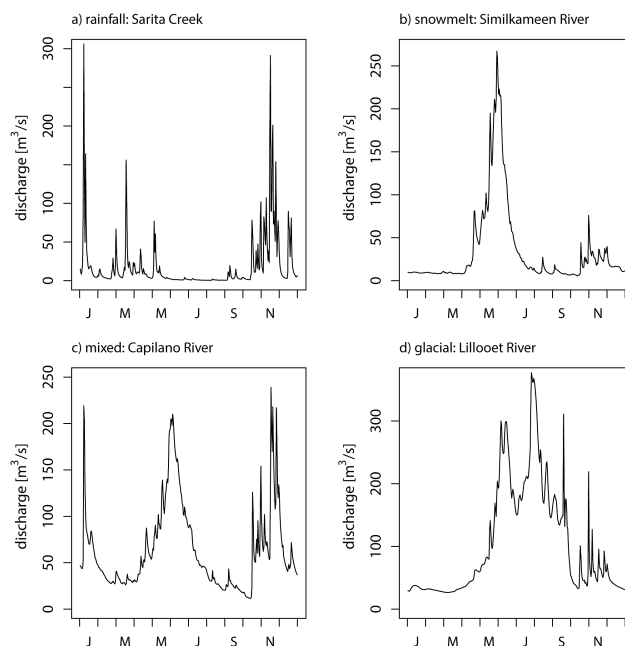 a) rainfall: Sarita Creek
discharge [m³/s]
0
50
100
200
300
J M M J S N
b) snowmelt: Similkameen River
discharge [m³/s]
0
50
100
150
200
250
J M M J S N
c) mixed: Capilano River
discharge [m³/s]
0
50
100
150
200
250
J M M J S N
d) glacial: Lillooet River
discharge [m³/s]
0
100
200
300
J M M J S N